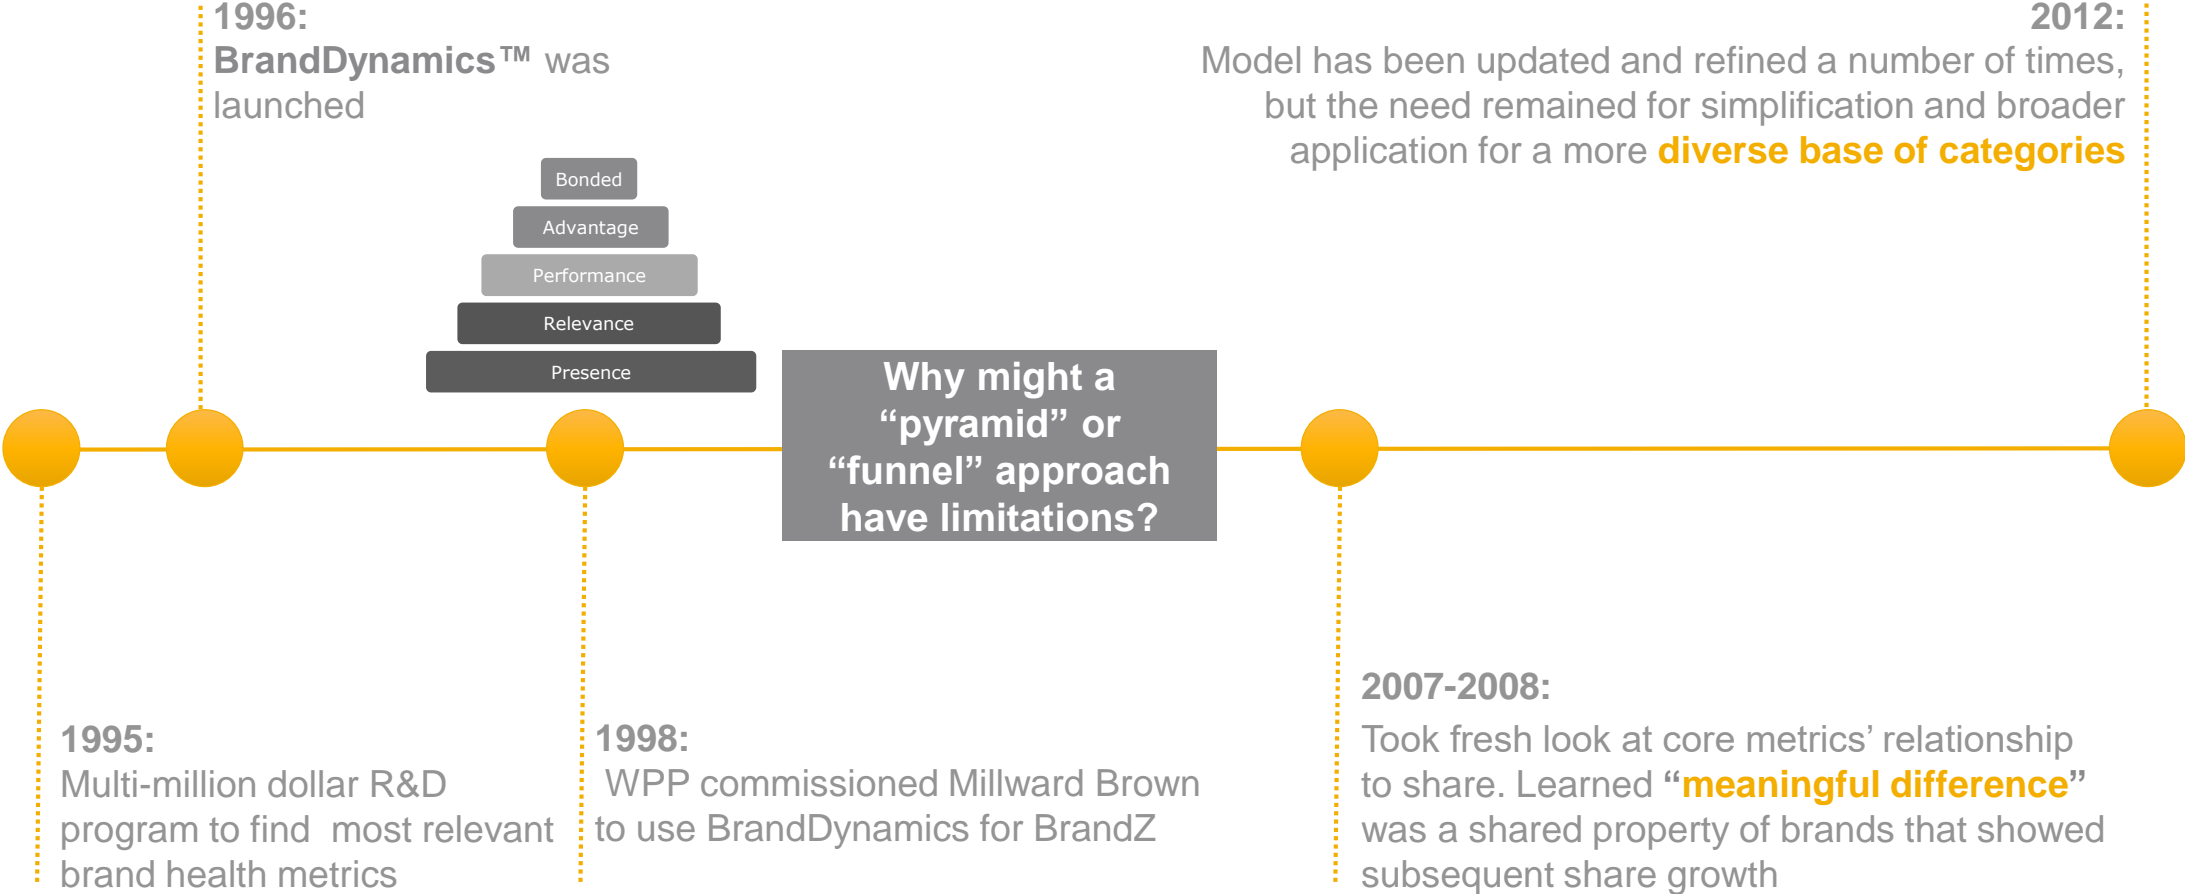 1996:
BrandDynamics™ was
launched
2012:
Model has been updated and refined a number of times,
but the need remained for simplification and broader
application for a more diverse base of categories
Bonded
Advantage
Performance
Relevance
Presence
Why might a
“pyramid” or
“funnel” approach
have limitations?
1995:
Multi-million dollar R&D
program to find  most relevant
brand health metrics
1998:
WPP commissioned Millward Brown
to use BrandDynamics for BrandZ
2007-2008:
Took fresh look at core metrics’ relationship
to share. Learned “meaningful difference”
was a shared property of brands that showed
subsequent share growth